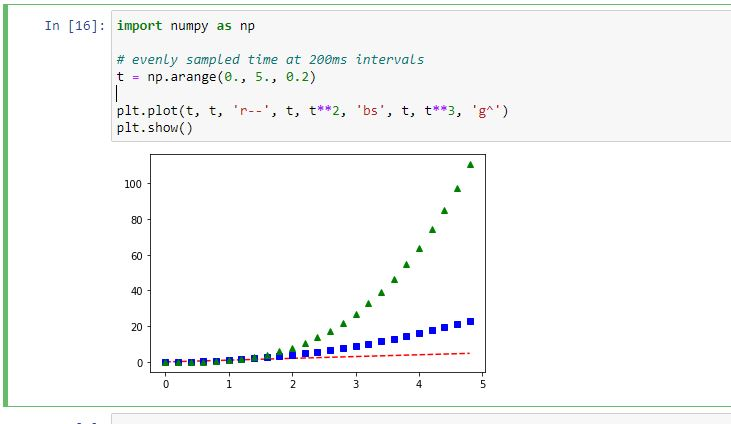 In [16]: import numpy as np
# evenly sampled time at 200ms intervals
t = np.arange(0., 5., 0.2)
plt.plot(t, t, 'r--', t, t**2, 'bs', t, t**3, 'g^')
plt.show()
100
80
60
40
20
0
0 1 2 3 4 5